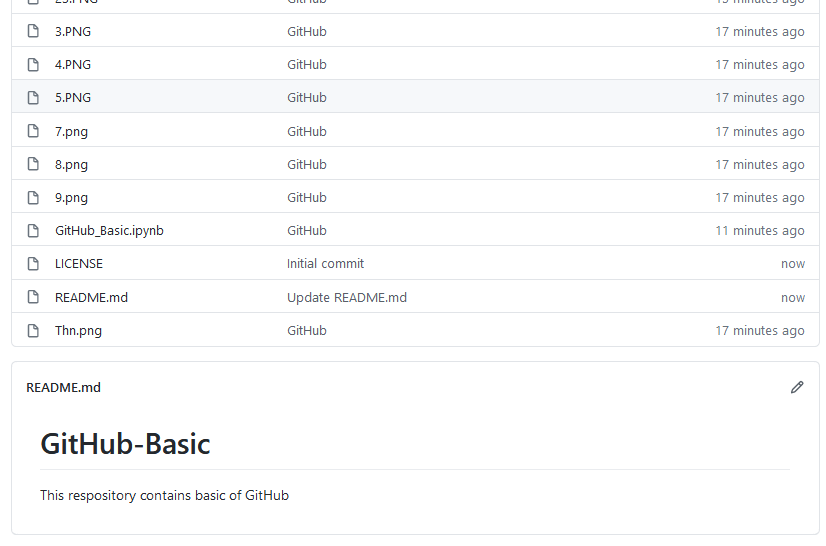 23.PNG GitHub 15 minutes ago
3.PNG GitHub 17 minutes ago
4.PNG GitHub 17 minutes ago
5.PNG GitHub 17 minutes ago
7.png GitHub 17 minutes ago
8.png GitHub 17 minutes ago
9.png GitHub 17 minutes ago
GitHub_Basic.ipynb GitHub 11 minutes ago
LICENSE Initial commit now
README.md Update README.md now
Thn.png GitHub 17 minutes ago
README.md
GitHub-Basic
This respository contains basic of GitHub